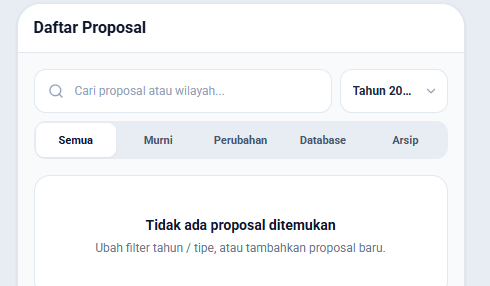 Daftar Proposal
Cari proposal atau wilayah...
Tahun 20...
Semua
Murni
Perubahan
Database
Arsip
Tidak ada proposal ditemukan
Ubah filter tahun / tipe, atau tambahkan proposal baru.